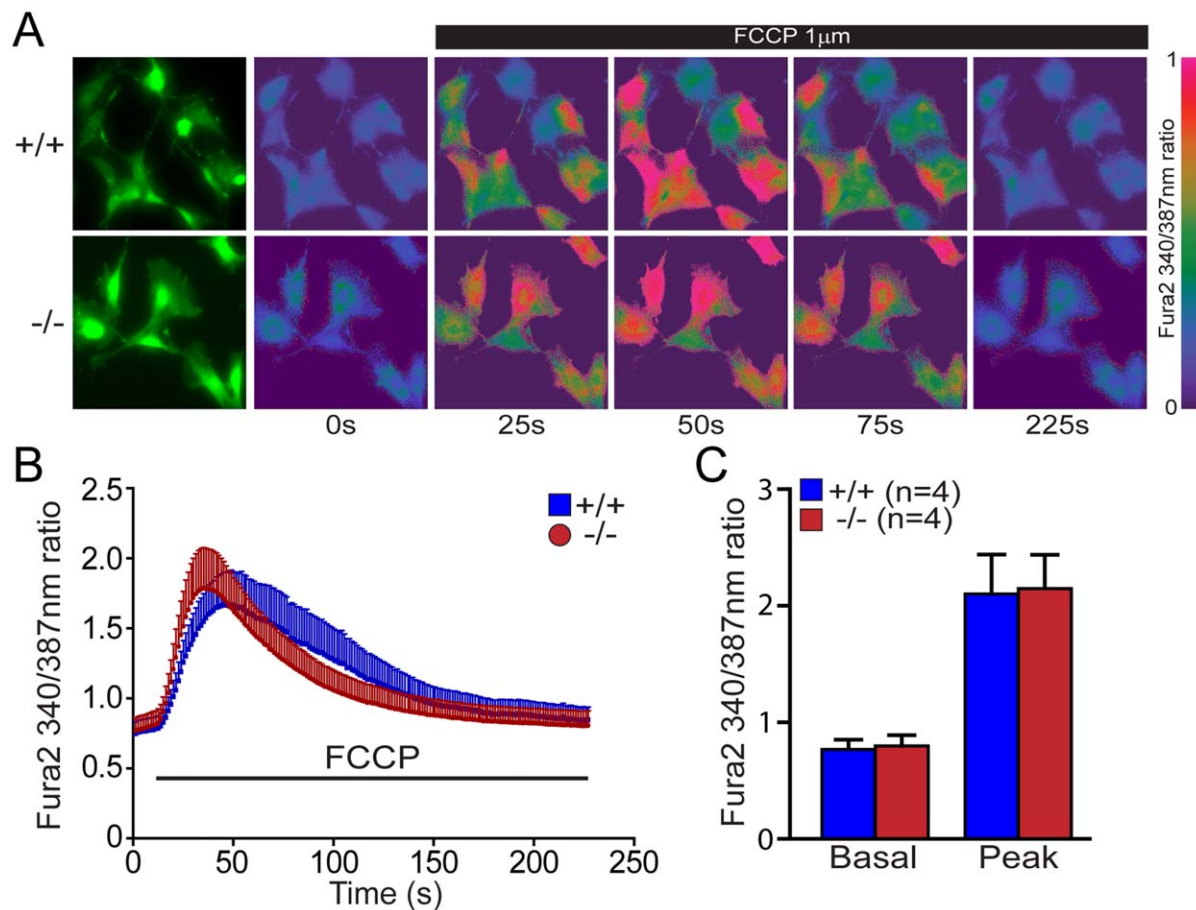 A
FCCP 1μm
+/+
-/-
0s
25s
50s
75s
225s
1
Fura2 340/387nm ratio
0
B
2.5
2.0
1.5
1.0
0.5
0
Fura2 340/387nm ratio
+/+
-/-
FCCP
0
50
100
150
200
250
Time (s)
C
3
2
1
0
Fura2 340/387nm ratio
+/+ (n=4)
-/- (n=4)
Basal
Peak